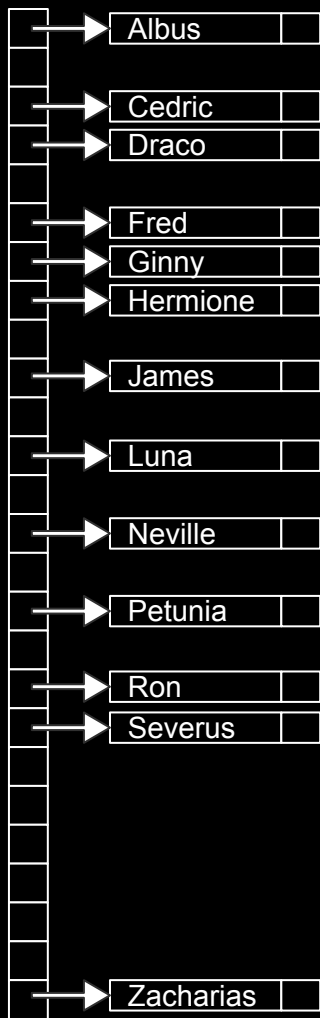 Albus
Cedric
Draco
Fred
Ginny
Hermione
James
Luna
Neville
Petunia
Ron
Severus
Zacharias